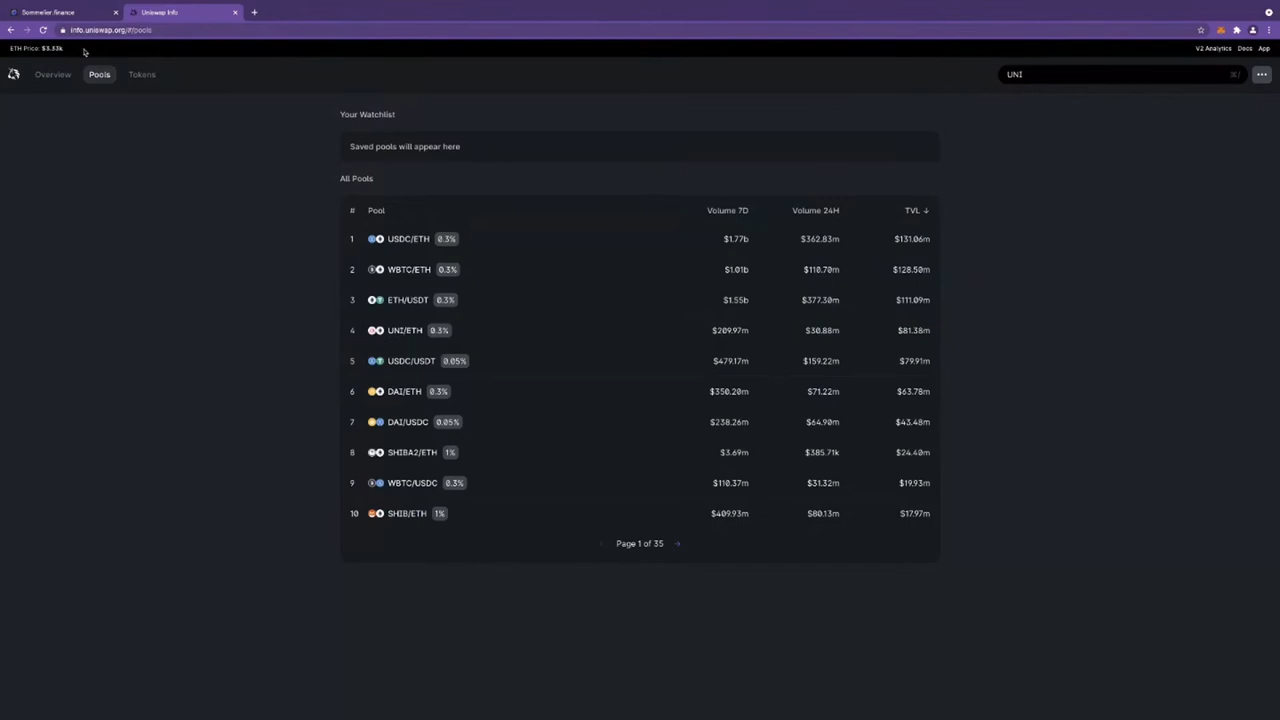 Sommelier.finance
Uniswap Info
info.uniswap.org/#/pools
ETH Price: $3.33k
V2 Analytics Docs App
Overview Pools Tokens
UNI ⌘/
Your Watchlist
Saved pools will appear here
All Pools
# Pool Volume 7D Volume 24H TVL ↓
1 USDC/ETH 0.3% $1.77b $362.83m $131.06m
2 WBTC/ETH 0.3% $1.01b $110.70m $128.50m
3 ETH/USDT 0.3% $1.55b $377.30m $111.09m
4 UNI/ETH 0.3% $209.97m $30.88m $81.38m
5 USDC/USDT 0.05% $479.17m $159.22m $79.91m
6 DAI/ETH 0.3% $350.20m $71.22m $63.78m
7 DAI/USDC 0.05% $238.26m $64.90m $43.48m
8 SHIBA2/ETH 1% $3.69m $385.71k $24.40m
9 WBTC/USDC 0.3% $110.37m $31.32m $19.93m
10 SHIB/ETH 1% $409.93m $80.13m $17.97m
Page 1 of 35 →